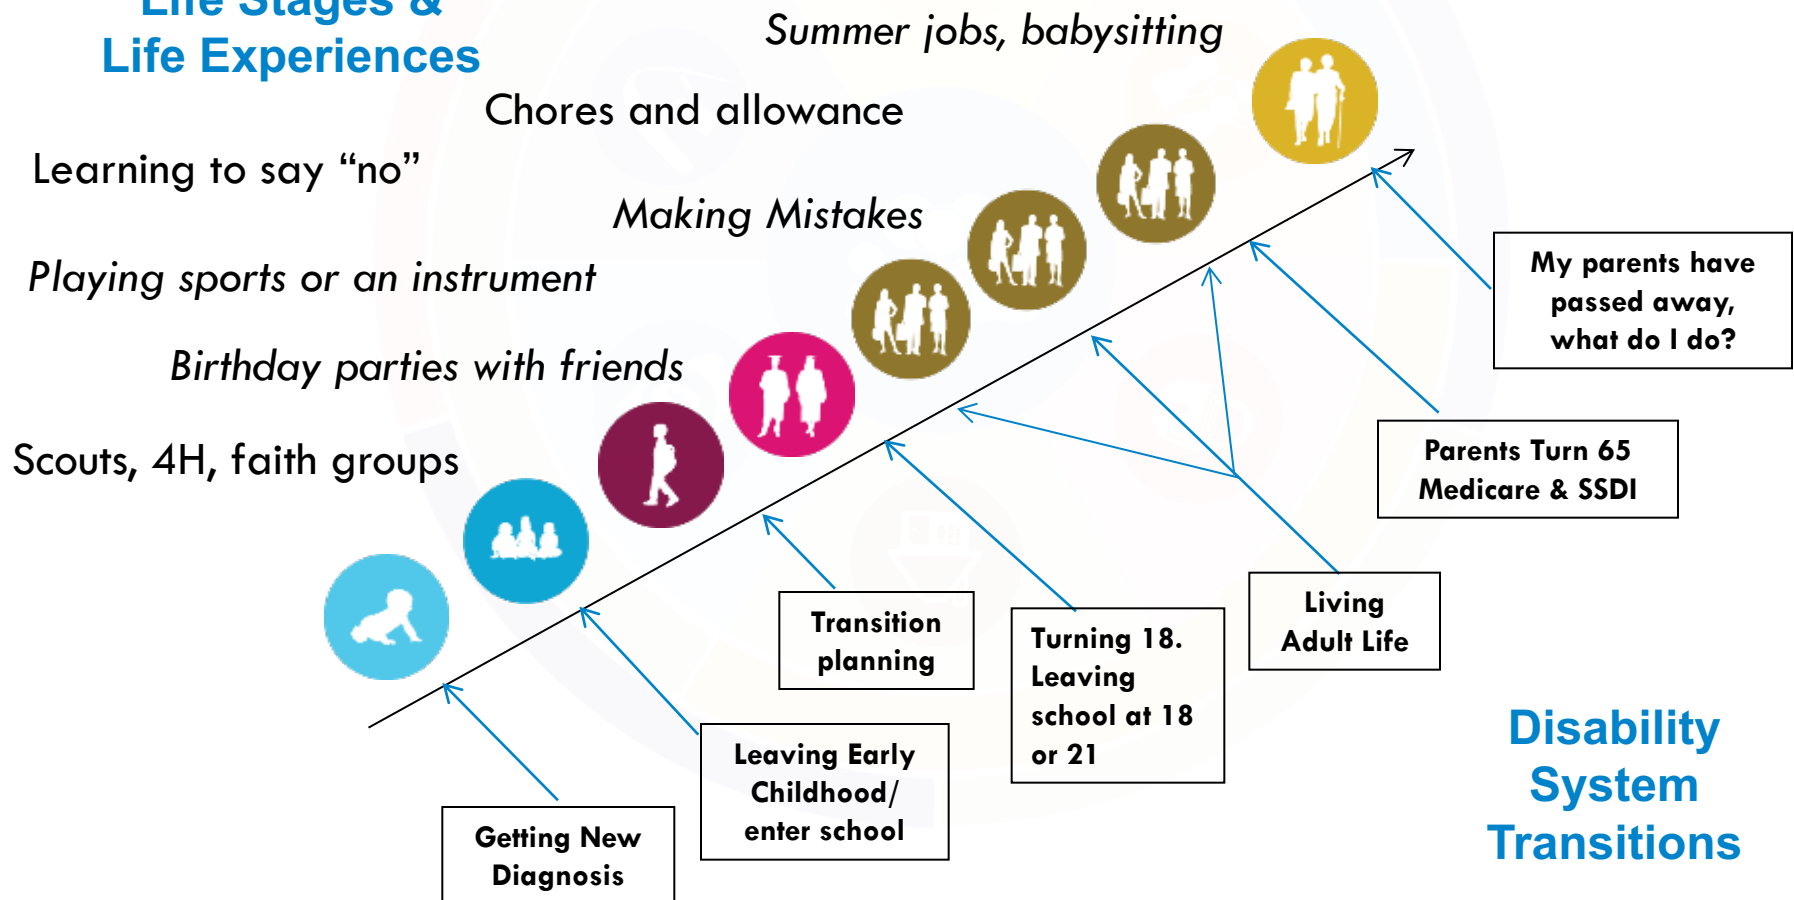 Life Stages &
Life Experiences
Summer jobs, babysitting
Chores and allowance
Learning to say “no”
Making Mistakes
Playing sports or an instrument
Birthday parties with friends
Scouts, 4H, faith groups
My parents have
passed away,
what do I do?
Parents Turn 65
Medicare & SSDI
Living
Adult Life
Transition
planning
Turning 18.
Leaving
school at 18
or 21
Leaving Early
Childhood/
enter school
Getting New
Diagnosis
Disability
System
Transitions